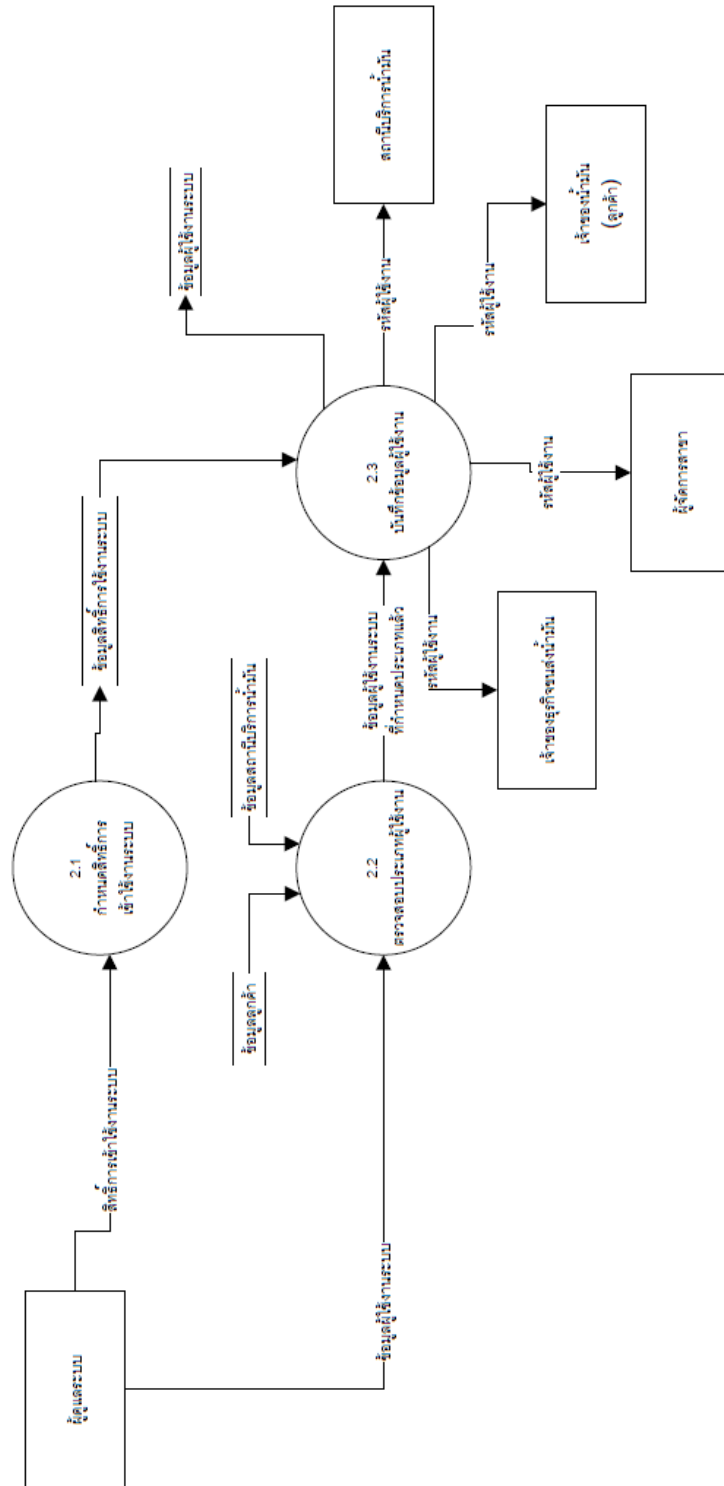 ผู้ดูแลระบบ
สิทธิ์การเข้าใช้งานระบบ
2.1
กำหนดสิทธิ์การ
เข้าใช้งานระบบ
ข้อมูลสิทธิ์การใช้งานระบบ
ข้อมูลผู้ใช้งานระบบ
ข้อมูลผู้ใช้งานระบบ
ข้อมูลลูกค้า
ข้อมูลสถานีบริการน้ำมัน
2.2
ตรวจสอบประเภทผู้ใช้งาน
ข้อมูลผู้ใช้งานระบบ
ที่กำหนดประเภทแล้ว
2.3
บันทึกข้อมูลผู้ใช้งาน
รหัสผู้ใช้งาน
สถานีบริการน้ำมัน
รหัสผู้ใช้งาน
เจ้าของน้ำมัน
(ลูกค้า)
รหัสผู้ใช้งาน
ผู้จัดการสาขา
รหัสผู้ใช้งาน
เจ้าของธุรกิจขนส่งน้ำมัน